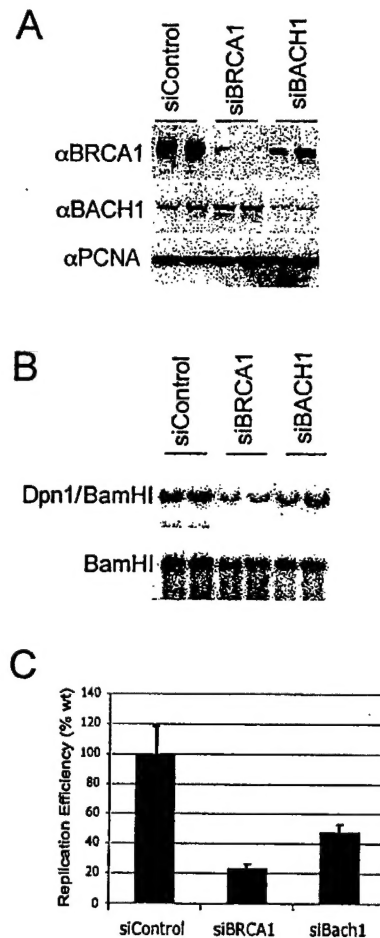 A
siControl
siBRCA1
siBACH1
αBRCA1
αBACH1
αPCNA
B
siControl
siBRCA1
siBACH1
Dpn1/BamHI
BamHI
C
Replication Efficiency (% wt)
140
120
100
80
60
40
20
0
siControl
siBRCA1
siBach1